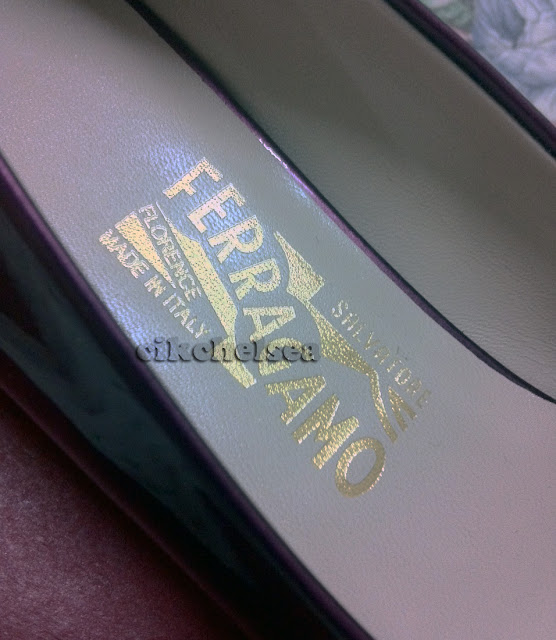 SALVATORE
FERRAGAMO
FLORENCE
MADE IN ITALY
cikchelsea